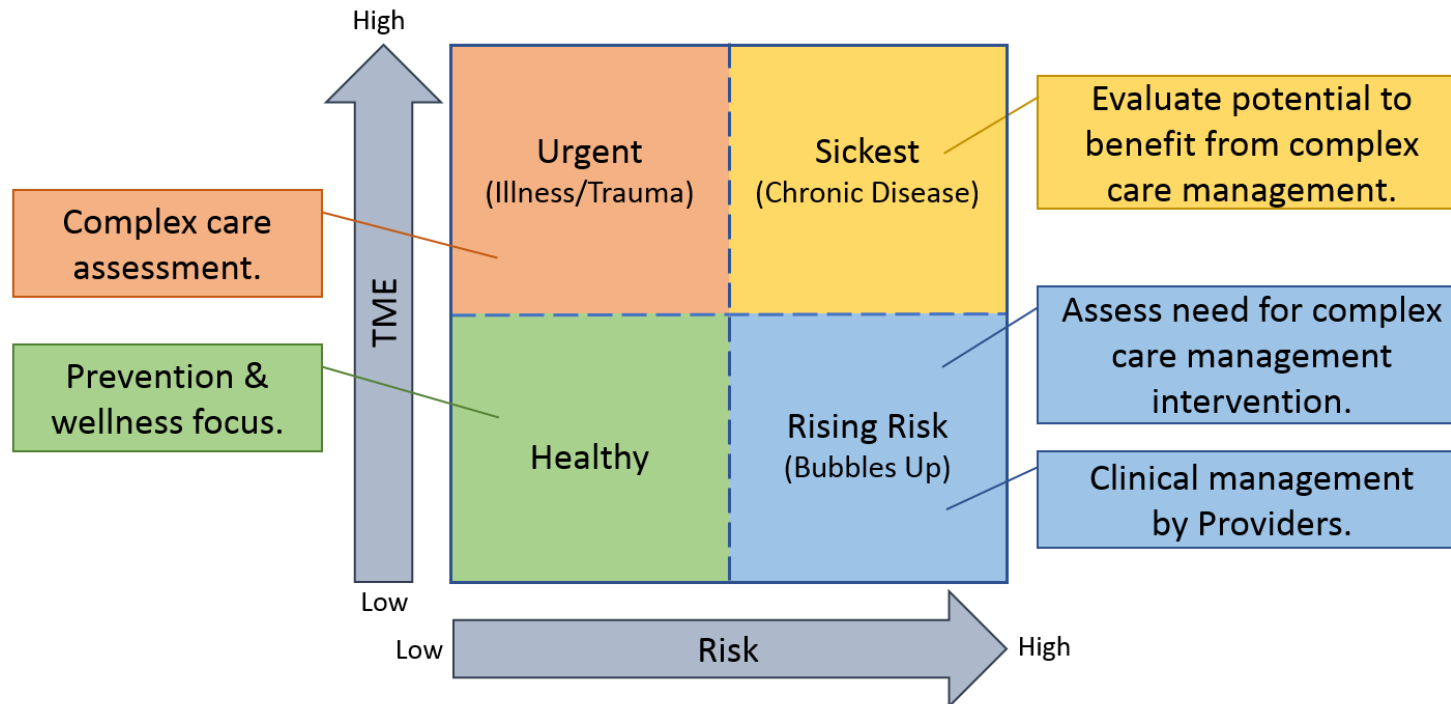 High
Urgent
(Illness/Trauma)
Sickest
(Chronic Disease)
Evaluate potential to
benefit from complex
care management.
Complex care
assessment.
TME
Prevention &
wellness focus.
Healthy
Rising Risk
(Bubbles Up)
Assess need for complex
care management
intervention.
Clinical management
by Providers.
Low
Low
Risk
High